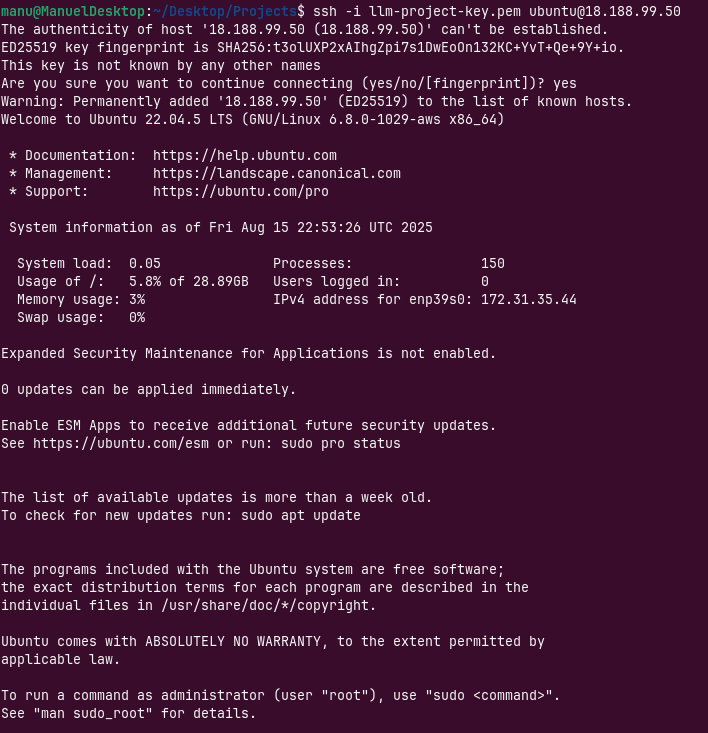 manu@ManuelDesktop:~/Desktop/Projects$ ssh -i llm-project-key.pem ubuntu@18.188.99.50
The authenticity of host '18.188.99.50 (18.188.99.50)' can't be established.
ED25519 key fingerprint is SHA256:t3olUXP2xAIhgZpi7s1DwEoOn132KC+YvT+Qe+9Y+io.
This key is not known by any other names
Are you sure you want to continue connecting (yes/no/[fingerprint])? yes
Warning: Permanently added '18.188.99.50' (ED25519) to the list of known hosts.
Welcome to Ubuntu 22.04.5 LTS (GNU/Linux 6.8.0-1029-aws x86_64)

 * Documentation:  https://help.ubuntu.com
 * Management:     https://landscape.canonical.com
 * Support:        https://ubuntu.com/pro

 System information as of Fri Aug 15 22:53:26 UTC 2025

  System load:  0.05              Processes:                150
  Usage of /:   5.8% of 28.89GB   Users logged in:          0
  Memory usage: 3%                IPv4 address for enp39s0: 172.31.35.44
  Swap usage:   0%

Expanded Security Maintenance for Applications is not enabled.

0 updates can be applied immediately.

Enable ESM Apps to receive additional future security updates.
See https://ubuntu.com/esm or run: sudo pro status


The list of available updates is more than a week old.
To check for new updates run: sudo apt update


The programs included with the Ubuntu system are free software;
the exact distribution terms for each program are described in the
individual files in /usr/share/doc/*/copyright.

Ubuntu comes with ABSOLUTELY NO WARRANTY, to the extent permitted by
applicable law.

To run a command as administrator (user "root"), use "sudo <command>".
See "man sudo_root" for details.